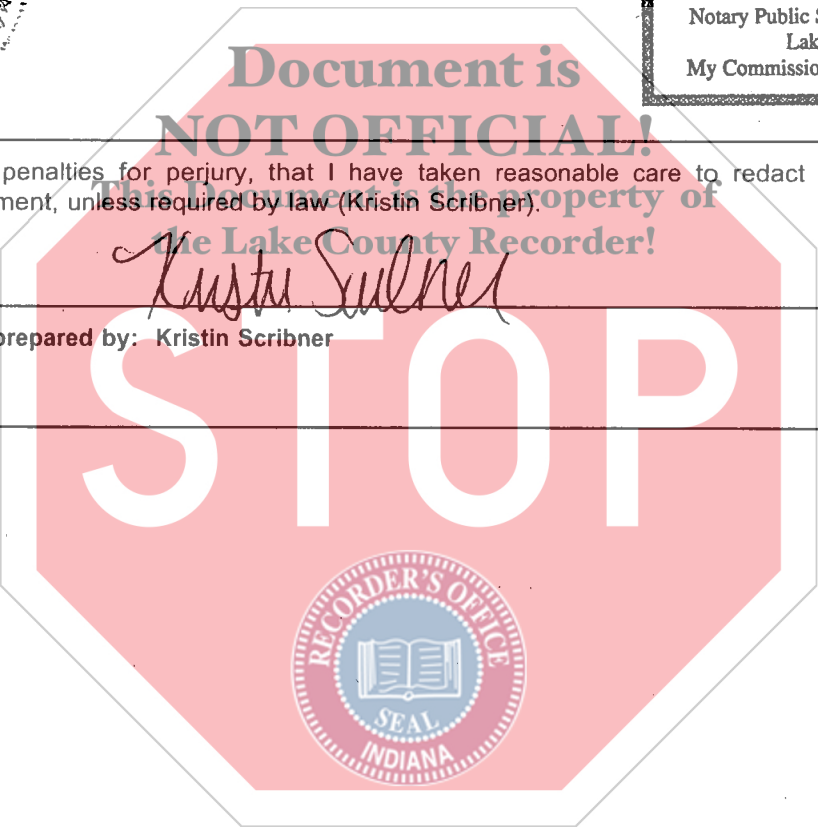 Notary Public
Lak
My Commissio
Document is
NOT OFFICIAL!
penalties for perjury, that I have taken reasonable care to redact
ment, unless required by law (Kristin Scribner).
This Document is the property of
the Lake County Recorder!
Kristin Scribner
prepared by: Kristin Scribner
STOP
RECORDER'S OFFICE
SEAL
INDIANA